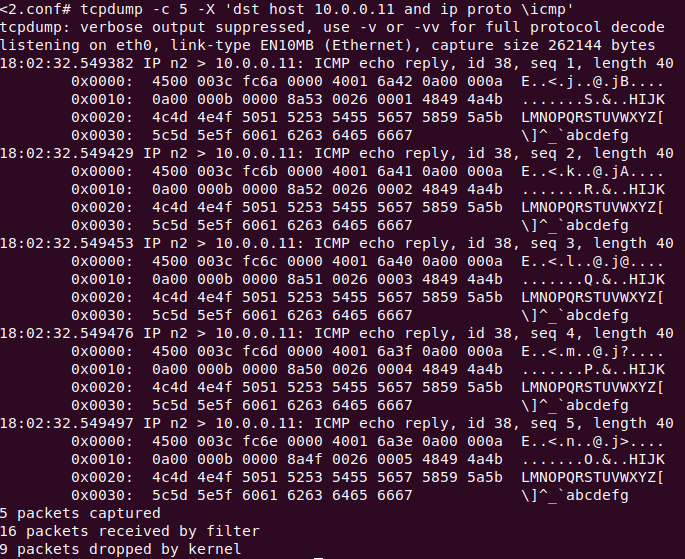 <2.conf# tcpdump -c 5 -X 'dst host 10.0.0.11 and ip proto \icmp'
tcpdump: verbose output suppressed, use -v or -vv for full protocol decode
listening on eth0, link-type EN10MB (Ethernet), capture size 262144 bytes
18:02:32.549382 IP n2 > 10.0.0.11: ICMP echo reply, id 38, seq 1, length 40
        0x0000:  4500 003c fc6a 0000 4001 6a42 0a00 000a  E..<.j..@.jB....
        0x0010:  0a00 000b 0000 8a53 0026 0001 4849 4a4b  .......S.&..HIJK
        0x0020:  4c4d 4e4f 5051 5253 5455 5657 5859 5a5b  LMNOPQRSTUVWXYZ[
        0x0030:  5c5d 5e5f 6061 6263 6465 6667            \]^_`abcdefg
18:02:32.549429 IP n2 > 10.0.0.11: ICMP echo reply, id 38, seq 2, length 40
        0x0000:  4500 003c fc6b 0000 4001 6a41 0a00 000a  E..<.k..@.jA....
        0x0010:  0a00 000b 0000 8a52 0026 0002 4849 4a4b  .......R.&..HIJK
        0x0020:  4c4d 4e4f 5051 5253 5455 5657 5859 5a5b  LMNOPQRSTUVWXYZ[
        0x0030:  5c5d 5e5f 6061 6263 6465 6667            \]^_`abcdefg
18:02:32.549453 IP n2 > 10.0.0.11: ICMP echo reply, id 38, seq 3, length 40
        0x0000:  4500 003c fc6c 0000 4001 6a40 0a00 000a  E..<.l..@.j@....
        0x0010:  0a00 000b 0000 8a51 0026 0003 4849 4a4b  .......Q.&..HIJK
        0x0020:  4c4d 4e4f 5051 5253 5455 5657 5859 5a5b  LMNOPQRSTUVWXYZ[
        0x0030:  5c5d 5e5f 6061 6263 6465 6667            \]^_`abcdefg
18:02:32.549476 IP n2 > 10.0.0.11: ICMP echo reply, id 38, seq 4, length 40
        0x0000:  4500 003c fc6d 0000 4001 6a3f 0a00 000a  E..<.m..@.j?....
        0x0010:  0a00 000b 0000 8a50 0026 0004 4849 4a4b  .......P.&..HIJK
        0x0020:  4c4d 4e4f 5051 5253 5455 5657 5859 5a5b  LMNOPQRSTUVWXYZ[
        0x0030:  5c5d 5e5f 6061 6263 6465 6667            \]^_`abcdefg
18:02:32.549497 IP n2 > 10.0.0.11: ICMP echo reply, id 38, seq 5, length 40
        0x0000:  4500 003c fc6e 0000 4001 6a3e 0a00 000a  E..<.n..@.j>....
        0x0010:  0a00 000b 0000 8a4f 0026 0005 4849 4a4b  .......O.&..HIJK
        0x0020:  4c4d 4e4f 5051 5253 5455 5657 5859 5a5b  LMNOPQRSTUVWXYZ[
        0x0030:  5c5d 5e5f 6061 6263 6465 6667            \]^_`abcdefg
5 packets captured
16 packets received by filter
9 packets dropped by kernel